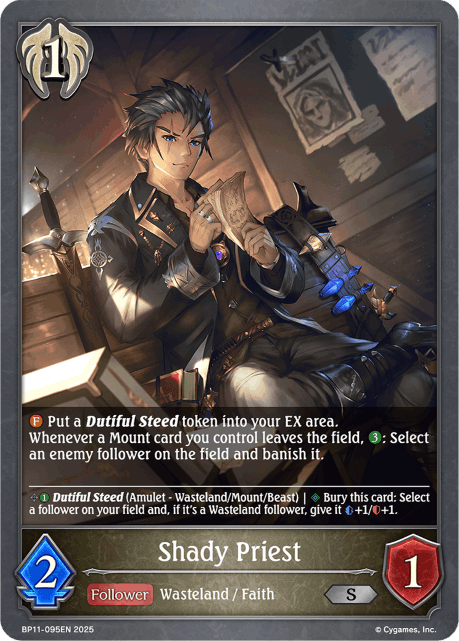 1
F Put a Dutiful Steed token into your EX area.
Whenever a Mount card you control leaves the field, 3: Select
an enemy follower on the field and banish it.
1 Dutiful Steed (Amulet - Wasteland/Mount/Beast) | Bury this card: Select
a follower on your field and, if it's a Wasteland follower, give it +1/+1.
Shady Priest
2
Follower Wasteland / Faith
S
1
BP11-095EN 2025
© Cygames, Inc.